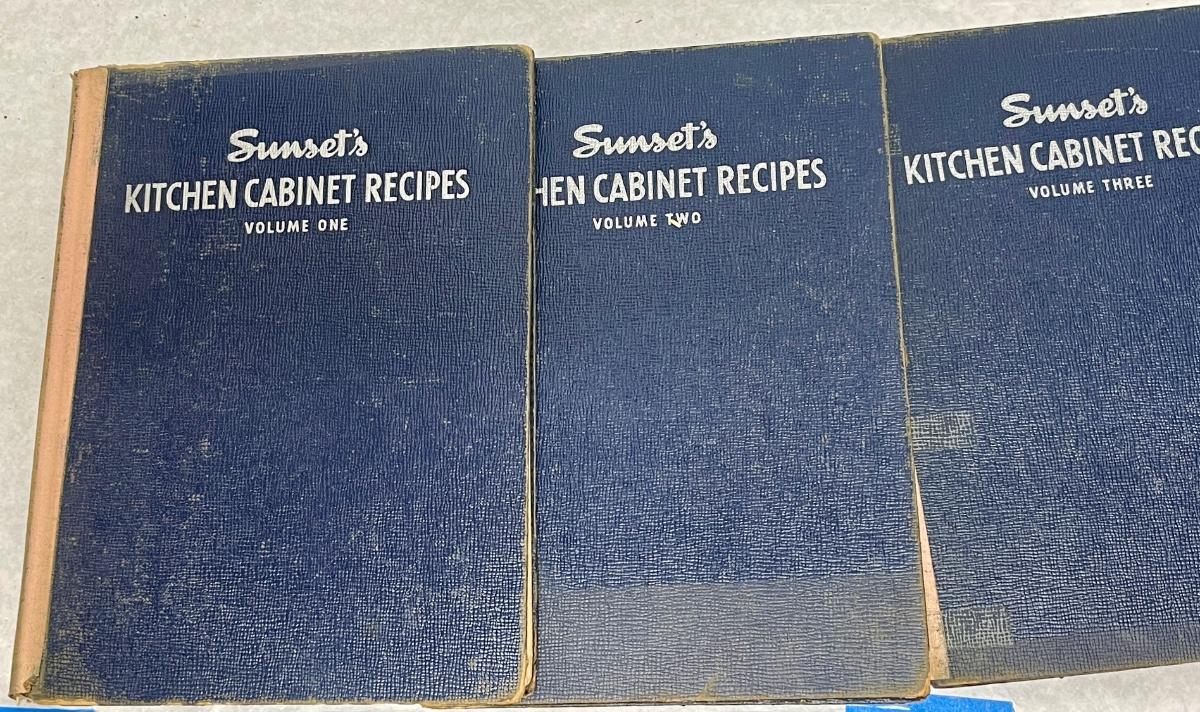 Sunset's
KITCHEN CABINET RECIPES
VOLUME ONE
Sunset's
HEN CABINET RECIPES
VOLUME TWO
Sunset's
KITCHEN CABINET REC
VOLUME THREE